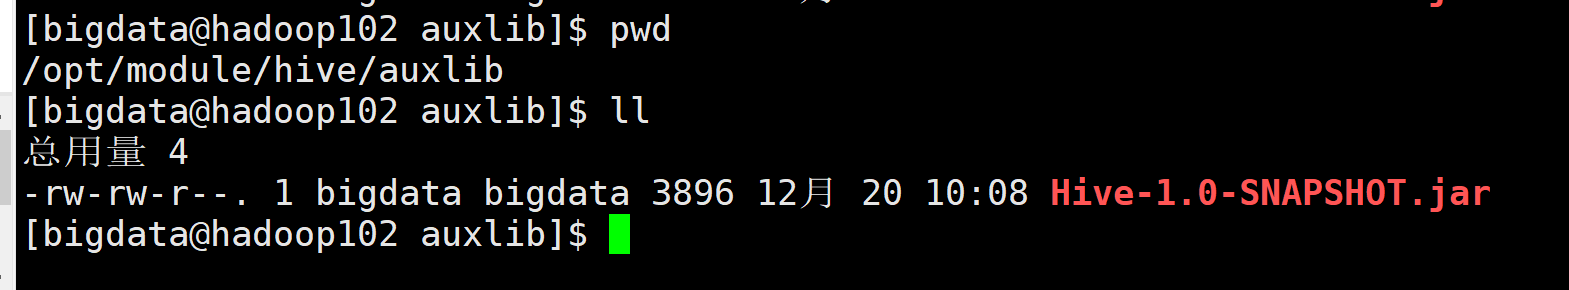 [bigdata@hadoop102 auxlib]$ pwd
/opt/module/hive/auxlib
[bigdata@hadoop102 auxlib]$ ll
总用量 4
-rw-rw-r--. 1 bigdata bigdata 3896 12月 20 10:08 Hive-1.0-SNAPSHOT.jar
[bigdata@hadoop102 auxlib]$